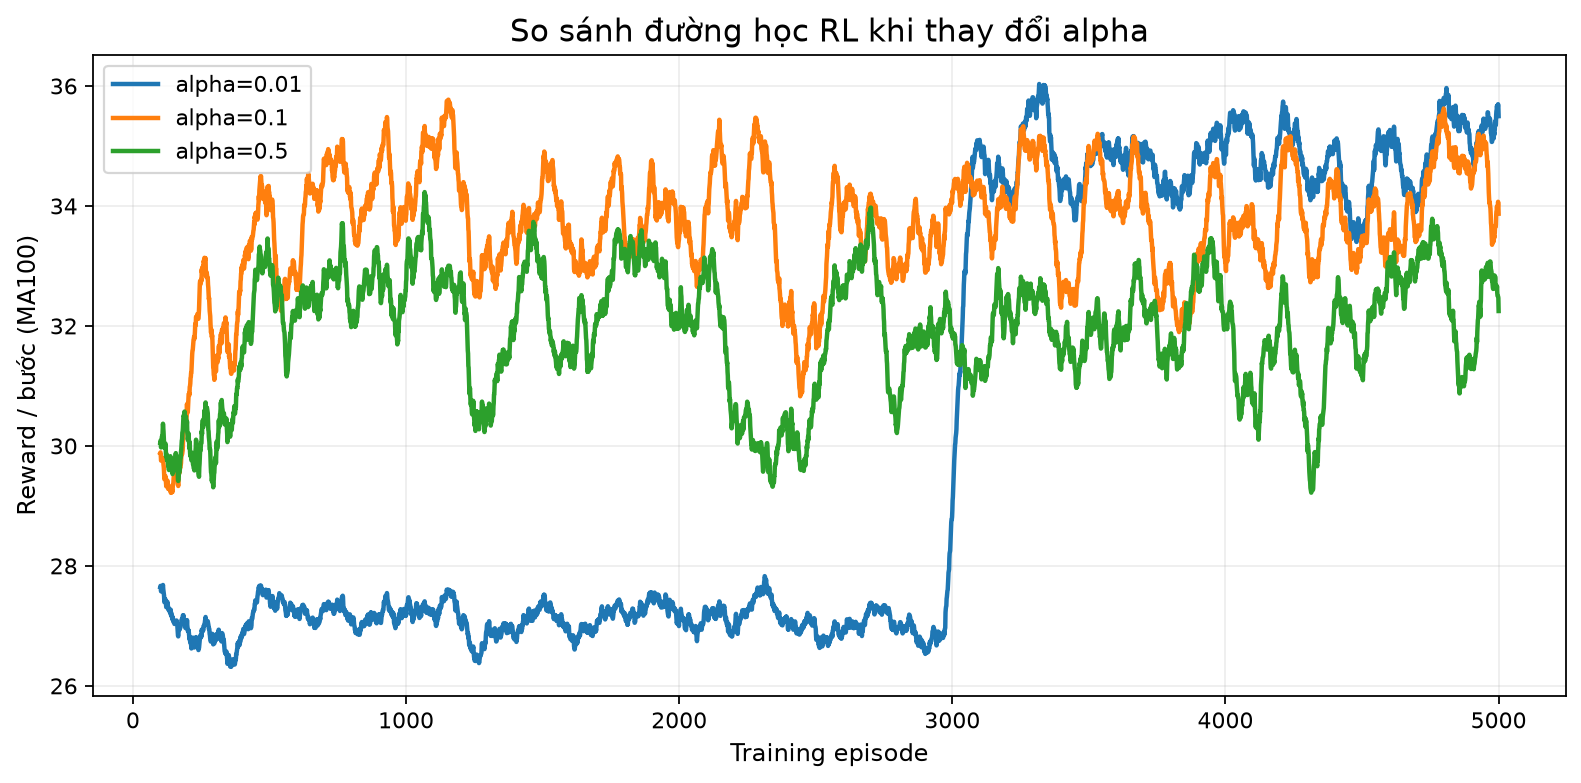 So sánh đường học RL khi thay đổi alpha
alpha=0.01
alpha=0.1
alpha=0.5
Reward / bước (MA100)
36
34
32
30
28
26
0 1000 2000 3000 4000 5000
Training episode